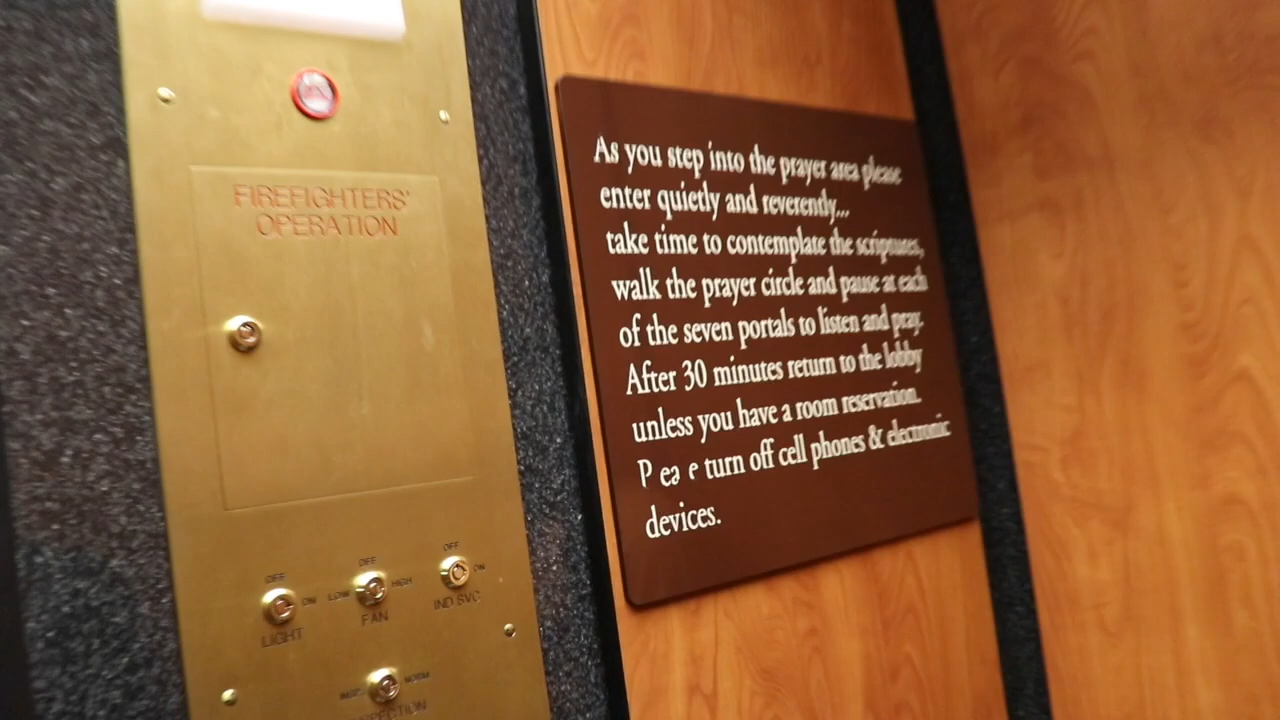 FIREFIGHTERS'
OPERATION
As you step into the prayer area please
enter quietly and reverently...
take time to contemplate the scriptures,
walk the prayer circle and pause at each
of the seven portals to listen and pray.
After 30 minutes return to the lobby
unless you have a room reservation.
P ea e turn off cell phones & electronic
devices.
OFF
ON
LIGHT
OFF
LOW HIGH
FAN
OFF
ON
IND SVC
NORM